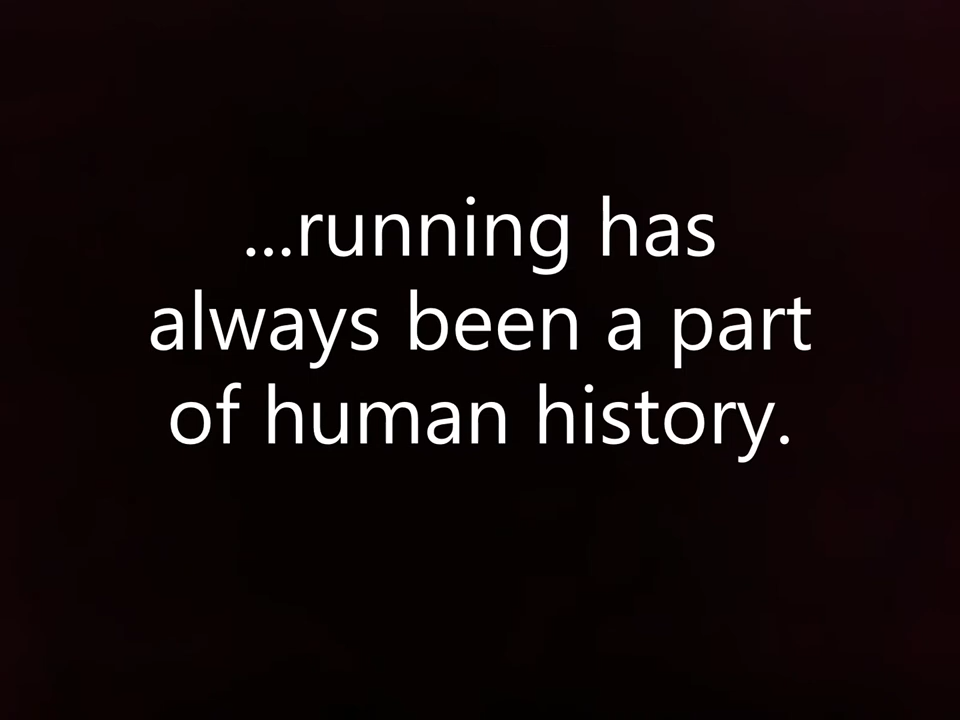 ...running has
always been a part
of human history.